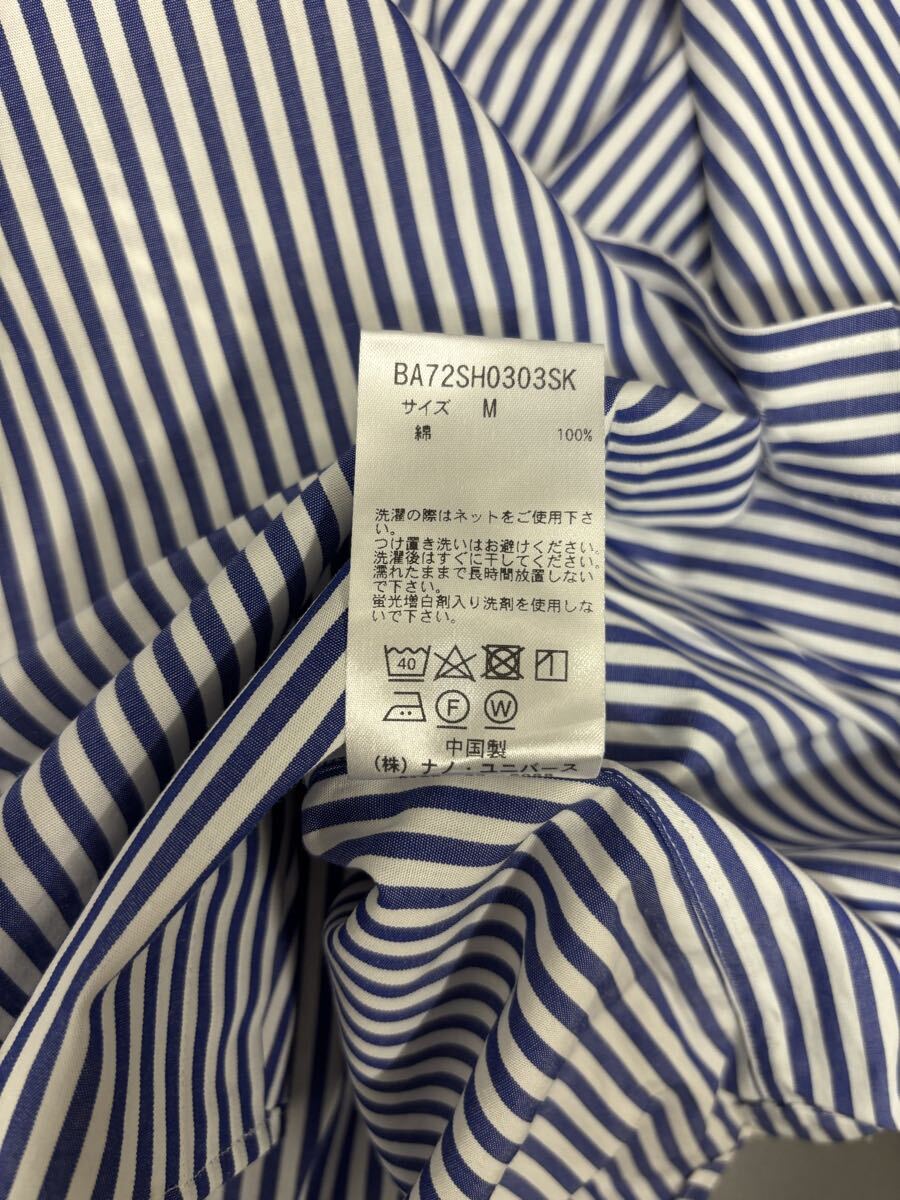 BA72SH0303SK
サイズ M
綿 100%
洗濯の際はネットをご使用下さ
い。
つけ置き洗いはお避けください。
洗濯後はすぐに干してください。
濡れたままで長時間放置しない
で下さい。
蛍光増白剤入り洗剤を使用しな
いで下さい。
40
F W
中国製
(株) ナノ・ユニバース